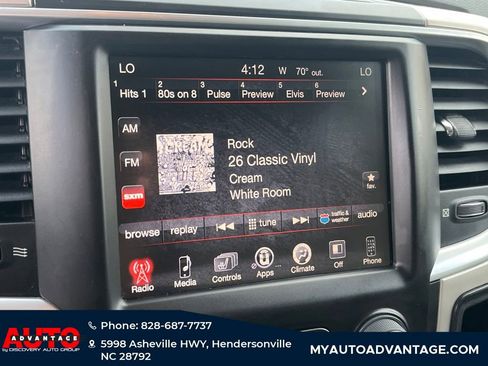 LO 4:12 W 70° out. LO
1 Hits 1 2 80s on 8 3 Pulse 4 Preview 5 Elvis 6 Preview
AM
FM
sxm
Rock
26 Classic Vinyl
Cream
White Room
fav.
browse replay tune traffic & weather audio
Radio Media Controls Apps Climate Off Phone
AUTO
ADVANTAGE
by DISCOVERY AUTO GROUP
Phone: 828-687-7737
5998 Asheville HWY, Hendersonville
NC 28792
MYAUTOADVANTAGE.COM